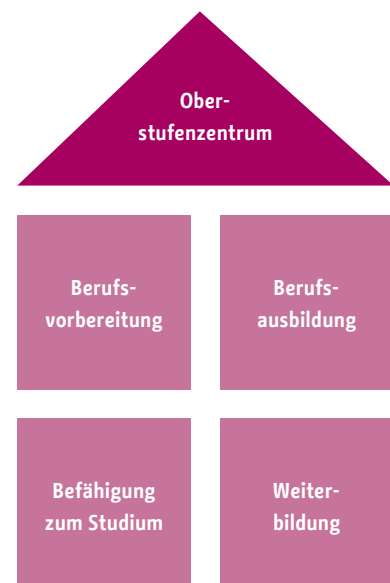 Ober-
stufenzentrum
Berufs-
vorbereitung
Berufs-
ausbildung
Befähigung
zum Studium
Weiter-
bildung